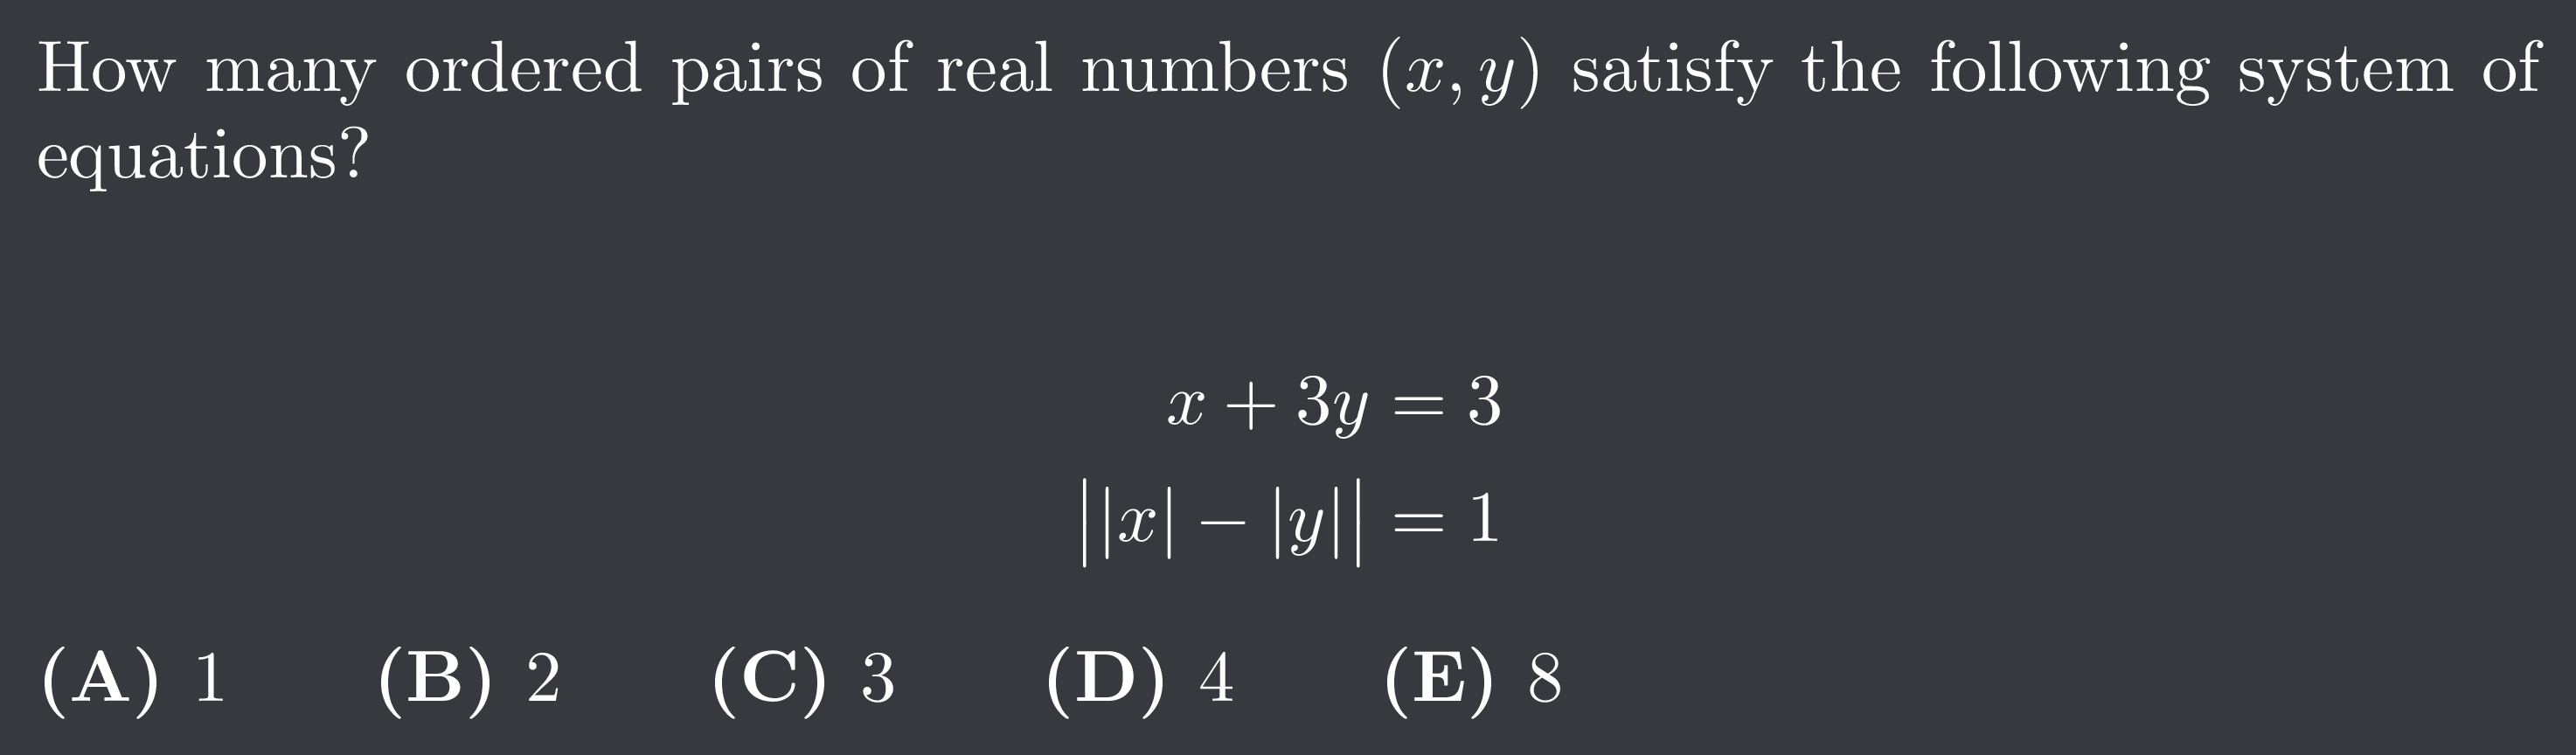 How many ordered pairs of real numbers (x, y) satisfy the following system of
equations?
x + 3y = 3
||x| − |y|| = 1
(A) 1 (B) 2 (C) 3 (D) 4 (E) 8